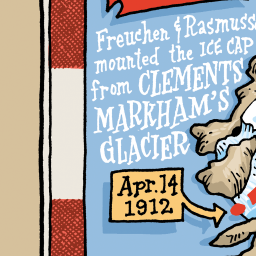 Freuchen & Rasmuss
mounted the ICE CAP
from CLEMENTS
MARKHAM'S
GLACIER
Apr. 14
1912